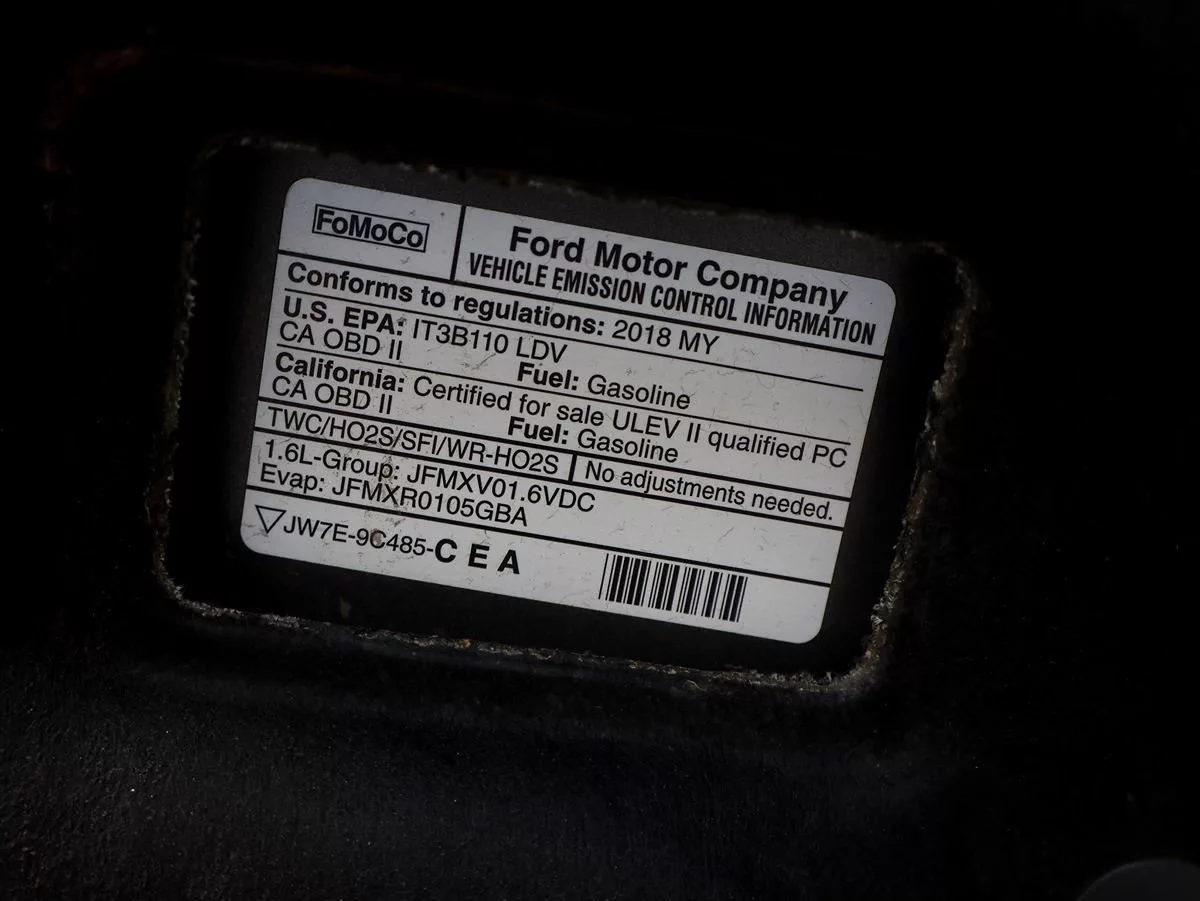 FoMoCo
Ford Motor Company
VEHICLE EMISSION CONTROL INFORMATION
Conforms to regulations: 2018 MY
U.S. EPA: IT3B110 LDV
CA OBD II Fuel: Gasoline
California: Certified for sale ULEV II qualified PC
CA OBD II Fuel: Gasoline
TWC/HO2S/SFI/WR-HO2S No adjustments needed.
1.6L-Group: JFMXV01.6VDC
Evap: JFMXR0105GBA
JW7E-9C485-C E A